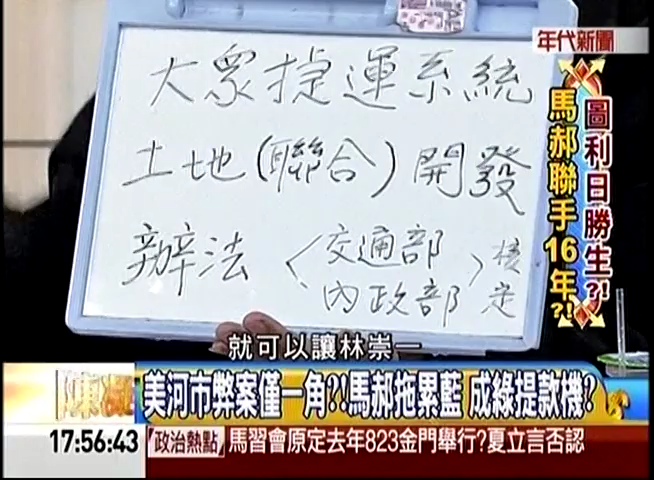 年代新聞
大眾捷運系統
土地(聯合)開發
辦法〈交通部 內政部〉核定
圖利日勝生?!
馬郝聯手16年?!
就可以讓林崇一
美河市弊案僅一角?!馬郝拖累藍 成綠提款機?
17:56:43
政治熱點
馬習會原定去年823金門舉行?夏立言否認